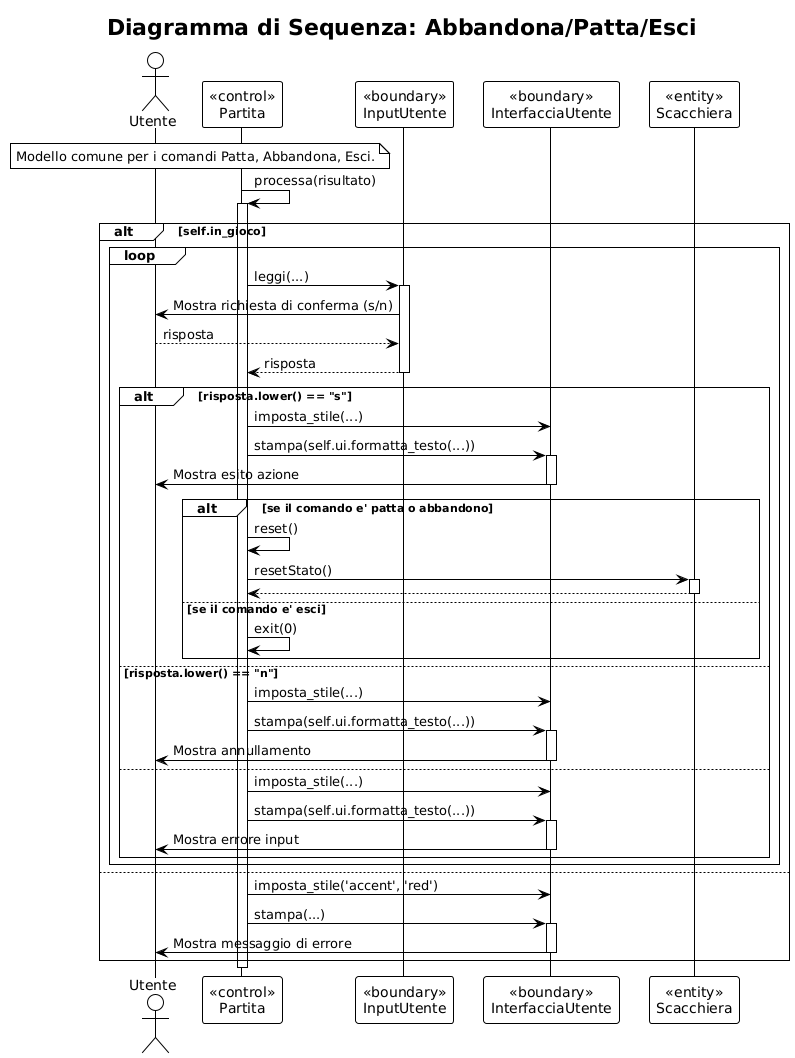 Diagramma di Sequenza: Abbandona/Patta/Esci
Utente
«control»
Partita
«boundary»
InputUtente
«boundary»
InterfacciaUtente
«entity»
Scacchiera
Modello comune per i comandi Patta, Abbandona, Esci.
processa(risultato)
alt [self.in_gioco]
loop
leggi(...)
Mostra richiesta di conferma (s/n)
risposta
risposta
alt [risposta.lower() == "s"]
imposta_stile(...)
stampa(self.ui.formatta_testo(...))
Mostra esito azione
alt [se il comando e' patta o abbandono]
reset()
resetStato()
[se il comando e' esci]
exit(0)
[risposta.lower() == "n"]
imposta_stile(...)
stampa(self.ui.formatta_testo(...))
Mostra annullamento
imposta_stile(...)
stampa(self.ui.formatta_testo(...))
Mostra errore input
imposta_stile('accent', 'red')
stampa(...)
Mostra messaggio di errore
Utente
«control»
Partita
«boundary»
InputUtente
«boundary»
InterfacciaUtente
«entity»
Scacchiera